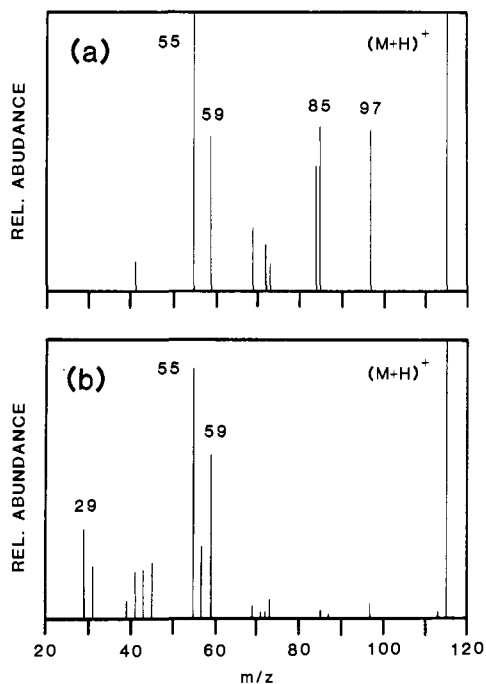 (a)
(M+H)+
55
59
85
97
REL. ABUDANCE
(b)
(M+H)+
55
59
29
REL. ABUNDANCE
20 40 60 80 100 120
m/z